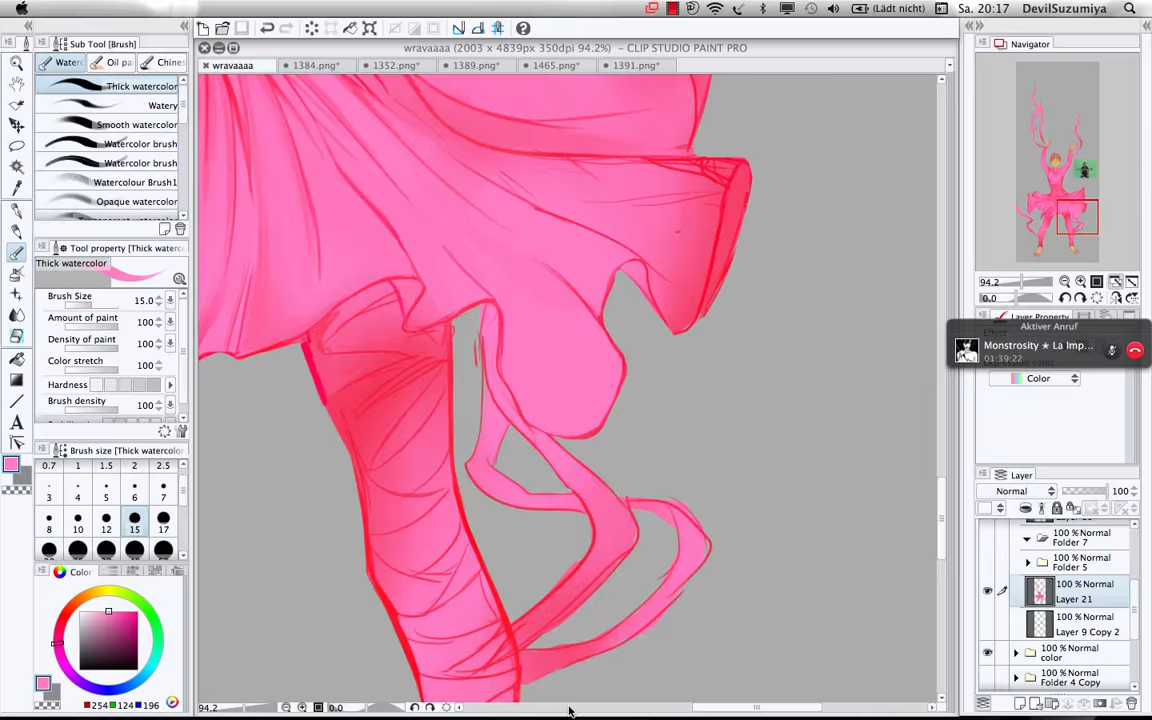 (Lädt nicht) Sa. 20:17 DevilSuzumiya
wravaaaa (2003 x 4839px 350dpi 94.2%) – CLIP STUDIO PAINT PRO
wravaaaa 1384.png* 1352.png* 1389.png* 1465.png* 1391.png*
Sub Tool [Brush]
Water Oil pa Chines
Thick watercolor
Watery
Smooth watercolor
Watercolor brush
Watercolor brush
Watercolour Brush1
Opaque watercolor
Tool property [Thick waterc
Thick watercolor
Brush Size 15.0
Amount of paint 100
Density of paint 100
Color stretch 100
Hardness
Brush density 100
Brush size [Thick watercolor
0.7 1 1.5 2 2.5
3 4 5 6 7
8 10 12 15 17
Color
254 124 196
94.2 0.0
Navigator
94.2
0.0
Layer Property
Aktiver Anruf
Monstrosity ★ La Imp...
01:39:22
Color
Layer
Normal 100
100 % Normal
Folder 7
100 % Normal
Folder 5
100 % Normal
Layer 21
100 % Normal
Layer 9 Copy 2
100 % Normal
color
100 % Normal
Folder 4 Copy